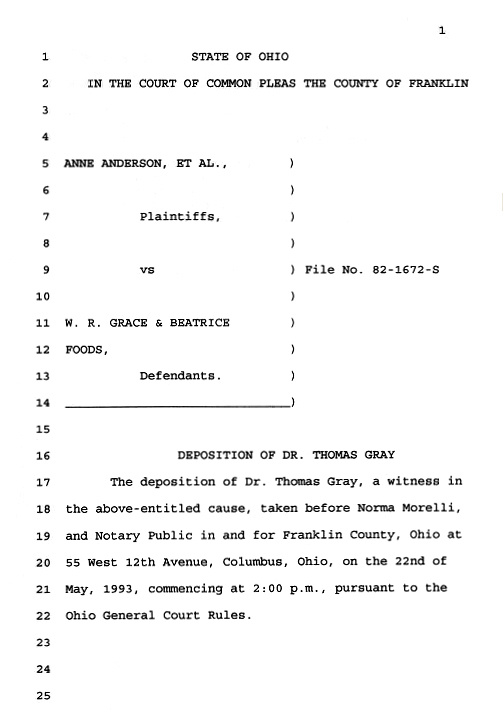 1
1 STATE OF OHIO
2 IN THE COURT OF COMMON PLEAS THE COUNTY OF FRANKLIN
3
4
5 ANNE ANDERSON, ET AL., )
6 )
7 Plaintiffs, )
8 )
9 vs ) File No. 82-1672-S
10 )
11 W. R. GRACE & BEATRICE )
12 FOODS, )
13 Defendants. )
14 )
15
16 DEPOSITION OF DR. THOMAS GRAY
17 The deposition of Dr. Thomas Gray, a witness in
18 the above-entitled cause, taken before Norma Morelli,
19 and Notary Public in and for Franklin County, Ohio at
20 55 West 12th Avenue, Columbus, Ohio, on the 22nd of
21 May, 1993, commencing at 2:00 p.m., pursuant to the
22 Ohio General Court Rules.
23
24
25